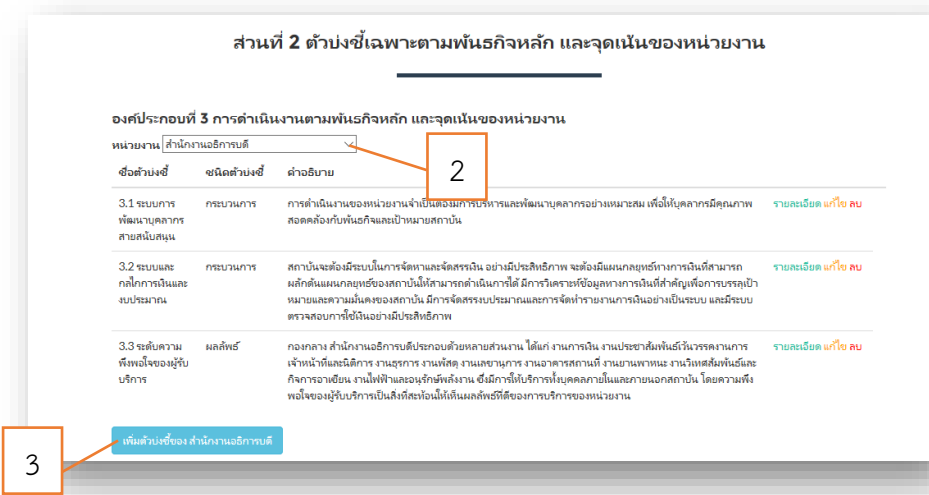 ส่วนที่ 2 ตัวบ่งชี้เฉพาะตามพันธกิจหลัก และจุดเน้นของหน่วยงาน
องค์ประกอบที่ 3 การดำเนินงานตามพันธกิจหลัก และจุดเน้นของหน่วยงาน
หน่วยงาน สำนักงานอธิการบดี
2
ชื่อตัวบ่งชี้ ชนิดตัวบ่งชี้ คำอธิบาย
3.1 ระบบการ กระบวนการ การดำเนินงานของหน่วยงานจำเป็นต้องมีการบริหารและพัฒนาบุคลากรอย่างเหมาะสม เพื่อให้บุคลากรมีคุณภาพ รายละเอียด แก้ไข ลบ
พัฒนาบุคลากร สอดคล้องกับพันธกิจและเป้าหมายสถาบัน
สายสนับสนุน
3.2 ระบบและ กระบวนการ สถาบันจะต้องมีระบบในการจัดหาและจัดสรรเงิน อย่างมีประสิทธิภาพ จะต้องมีแผนกลยุทธ์ทางการเงินที่สามารถ รายละเอียด แก้ไข ลบ
กลไกการเงินและ ผลักดันแผนกลยุทธ์ของสถาบันให้สามารถดำเนินการได้ มีการวิเคราะห์ข้อมูลทางการเงินที่สำคัญเพื่อการบรรลุเป้า
งบประมาณ หมายและความมั่นคงของสถาบัน มีการจัดสรรงบประมาณและการจัดทำรายงานการเงินอย่างเป็นระบบ และมีระบบ
ตรวจสอบการใช้เงินอย่างมีประสิทธิภาพ
3.3 ระดับความ ผลลัพธ์ กองกลาง สำนักงานอธิการบดีประกอบด้วยหลายส่วนงาน ได้แก่ งานการเงิน งานประชาสัมพันธ์เว้นวรรคงานการ รายละเอียด แก้ไข ลบ
พึงพอใจของผู้รับ เจ้าหน้าที่และนิติการ งานธุรการ งานพัสดุ งานเลขานุการ งานอาคารสถานที่ งานยานพาหนะ งานวิเทศสัมพันธ์และ
บริการ กิจการอาเซียน งานไฟฟ้าและอนุรักษ์พลังงาน ซึ่งมีการให้บริการทั้งบุคคลภายในและภายนอกสถาบัน โดยความพึง
พอใจของผู้รับบริการเป็นสิ่งที่สะท้อนให้เห็นผลลัพธ์ที่ดีของการบริการของหน่วยงาน
เพิ่มตัวบ่งชี้ของ สำนักงานอธิการบดี
3